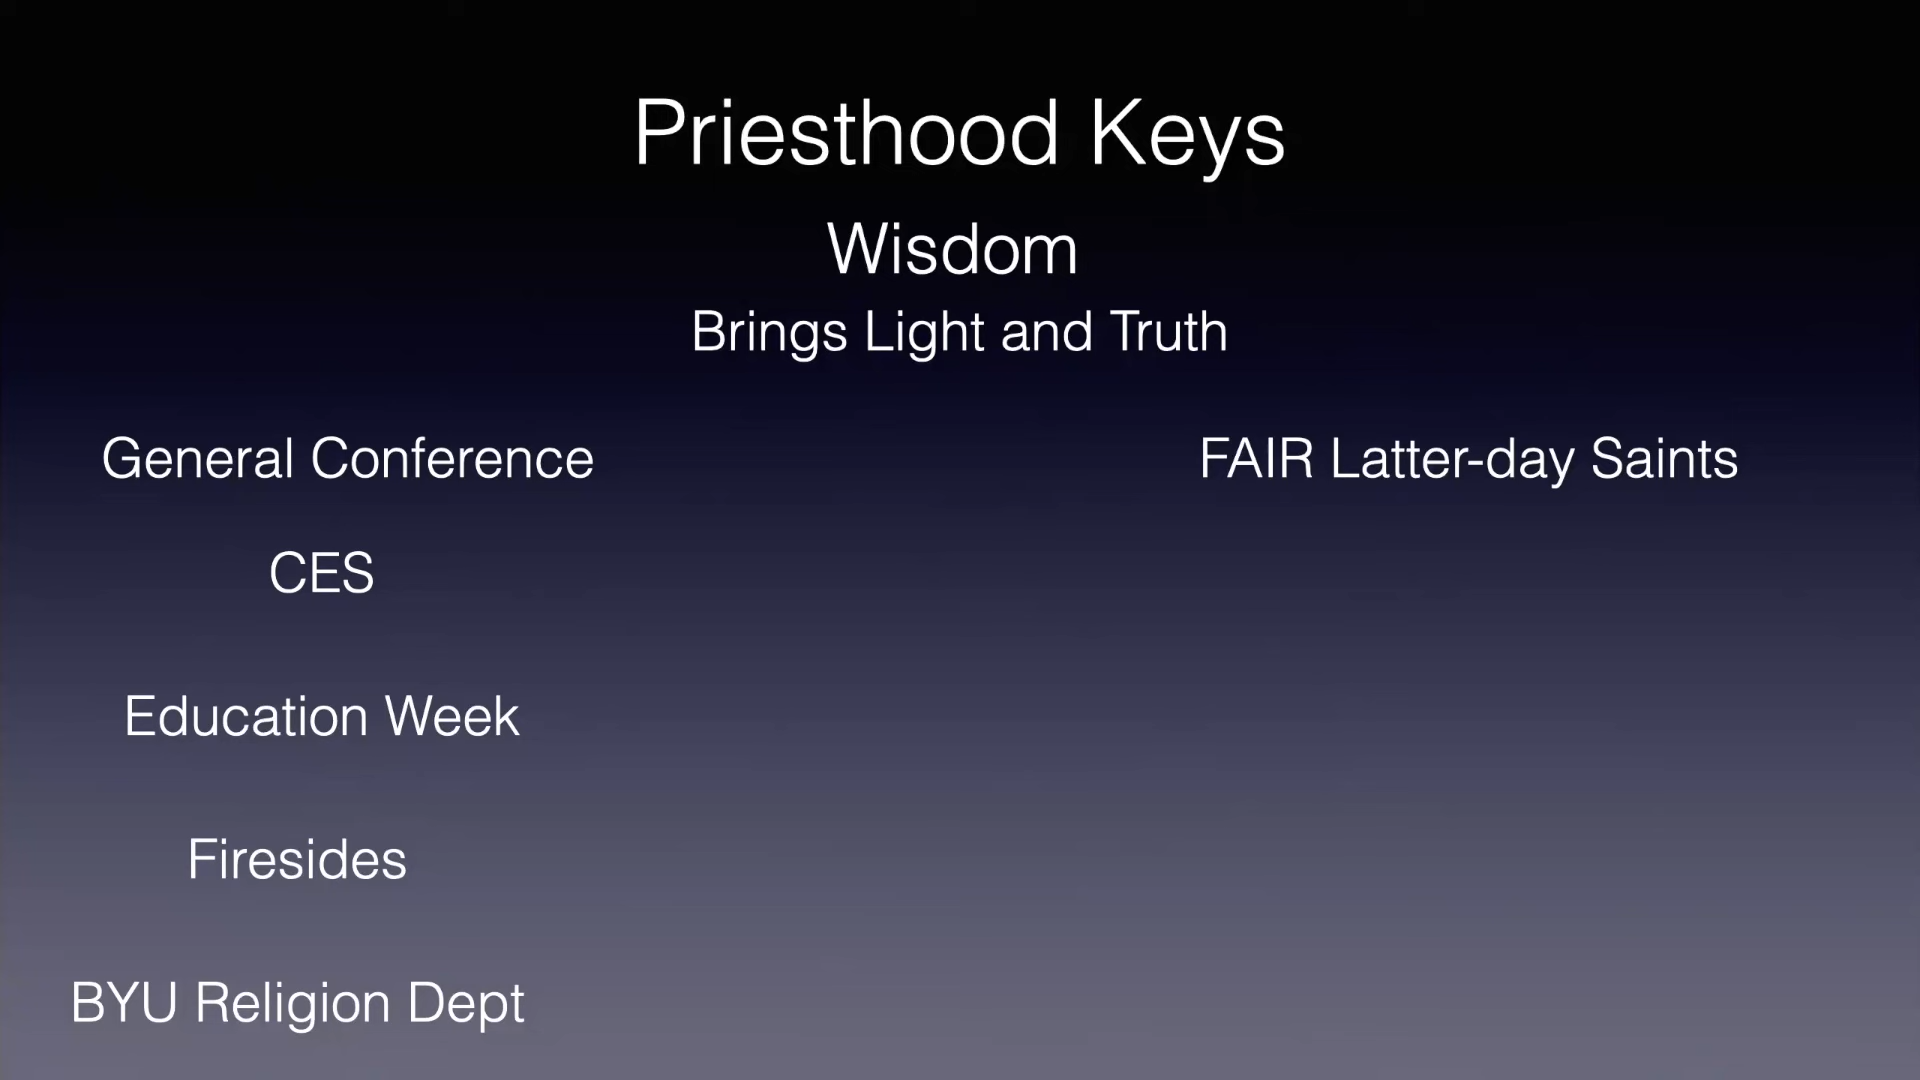 Priesthood Keys
Wisdom
Brings Light and Truth
General Conference
FAIR Latter-day Saints
CES
Education Week
Firesides
BYU Religion Dept